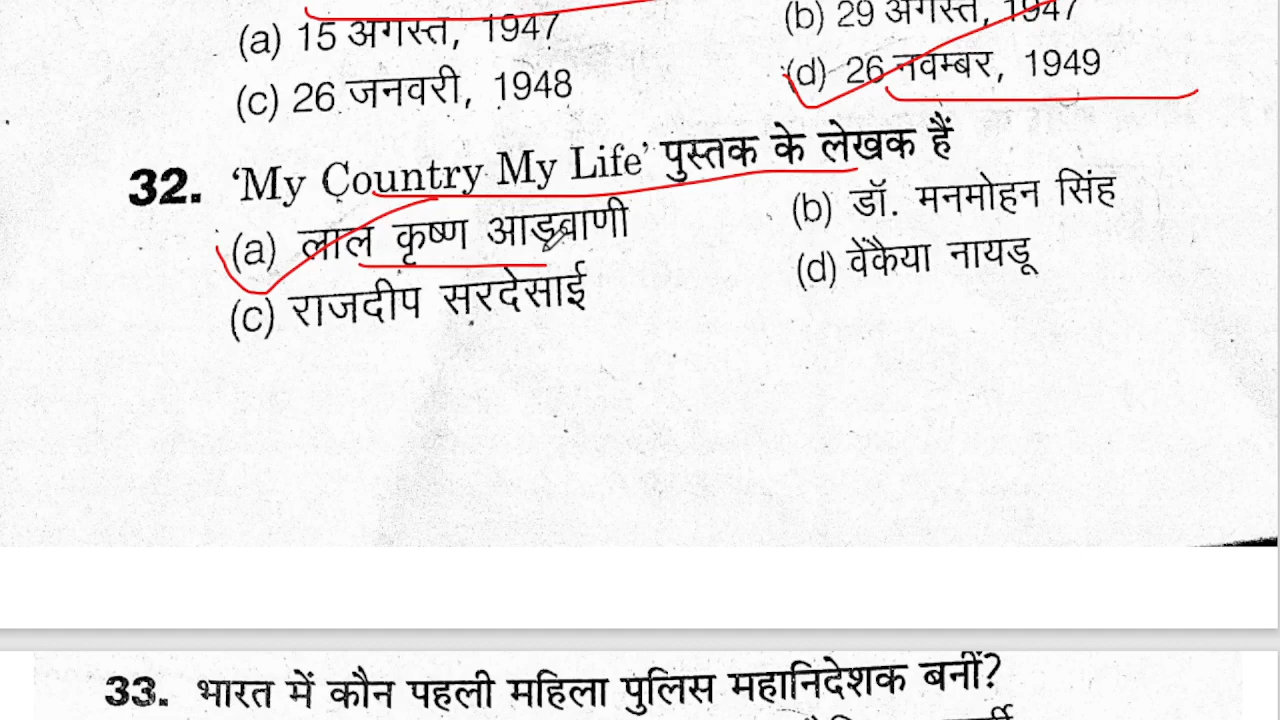 (a) 15 अगस्त, 1947 (b) 29 अगस्त, 1947
(c) 26 जनवरी, 1948 (d) 26 नवम्बर, 1949
32. ‘My Country My Life’ पुस्तक के लेखक हैं
(a) लाल कृष्ण आडवाणी (b) डॉ. मनमोहन सिंह
(c) राजदीप सरदेसाई (d) वेंकैया नायडू
33. भारत में कौन पहली महिला पुलिस महानिदेशक बनीं?